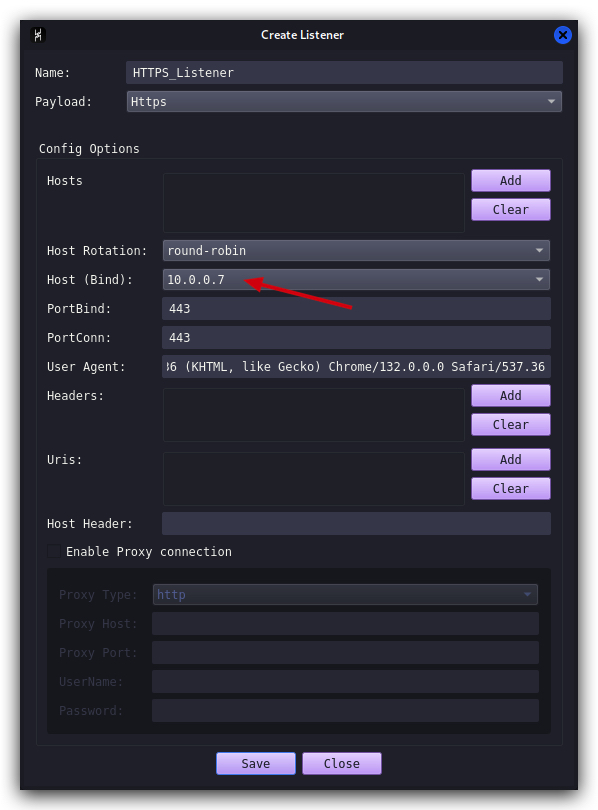 Create Listener
Name: HTTPS_Listener
Payload: Https
Config Options
Hosts Add
Clear
Host Rotation: round-robin
Host (Bind): 10.0.0.7
PortBind: 443
PortConn: 443
User Agent: (KHTML, like Gecko) Chrome/132.0.0.0 Safari/537.36
Headers: Add
Clear
Uris: Add
Clear
Host Header:
Enable Proxy connection
Proxy Type: http
Proxy Host:
Proxy Port:
UserName:
Password:
Save Close